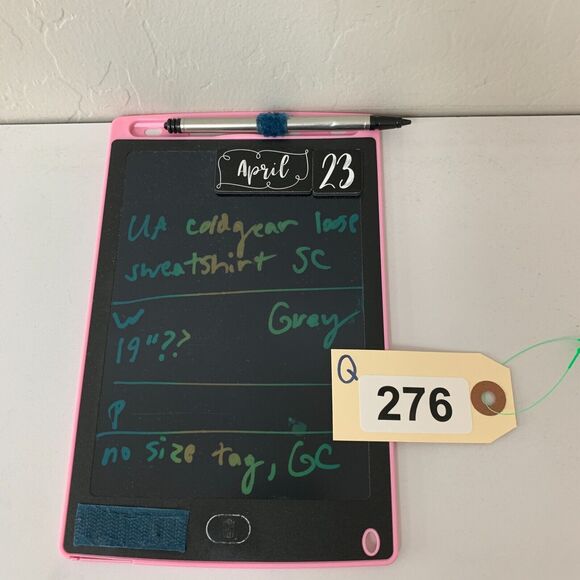 April 23
UA coldgear loose
sweatshirt SC
W Grey
19"??
Q 276
P
no size tag, GC